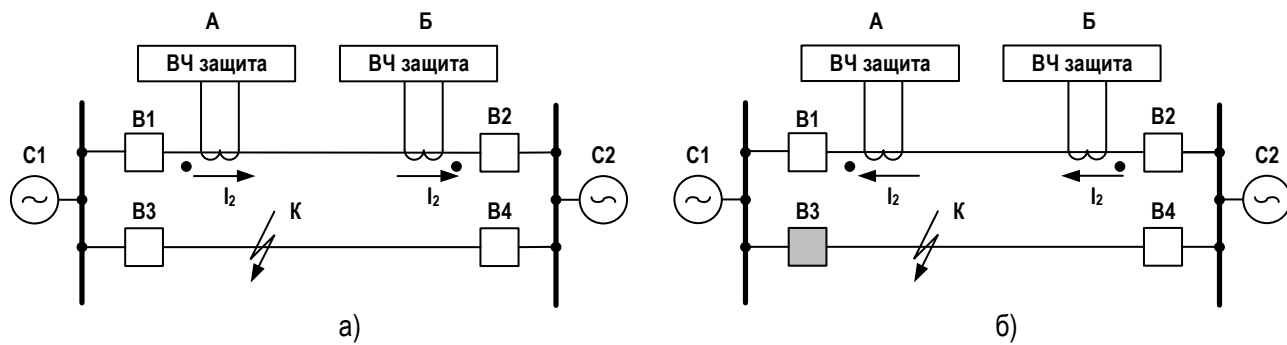 А Б
ВЧ защита ВЧ защита
В1 В2
С1 С2
I₂ I₂
В3 К В4
а)
А Б
ВЧ защита ВЧ защита
В1 В2
С1 С2
I₂ I₂
В3 К В4
б)